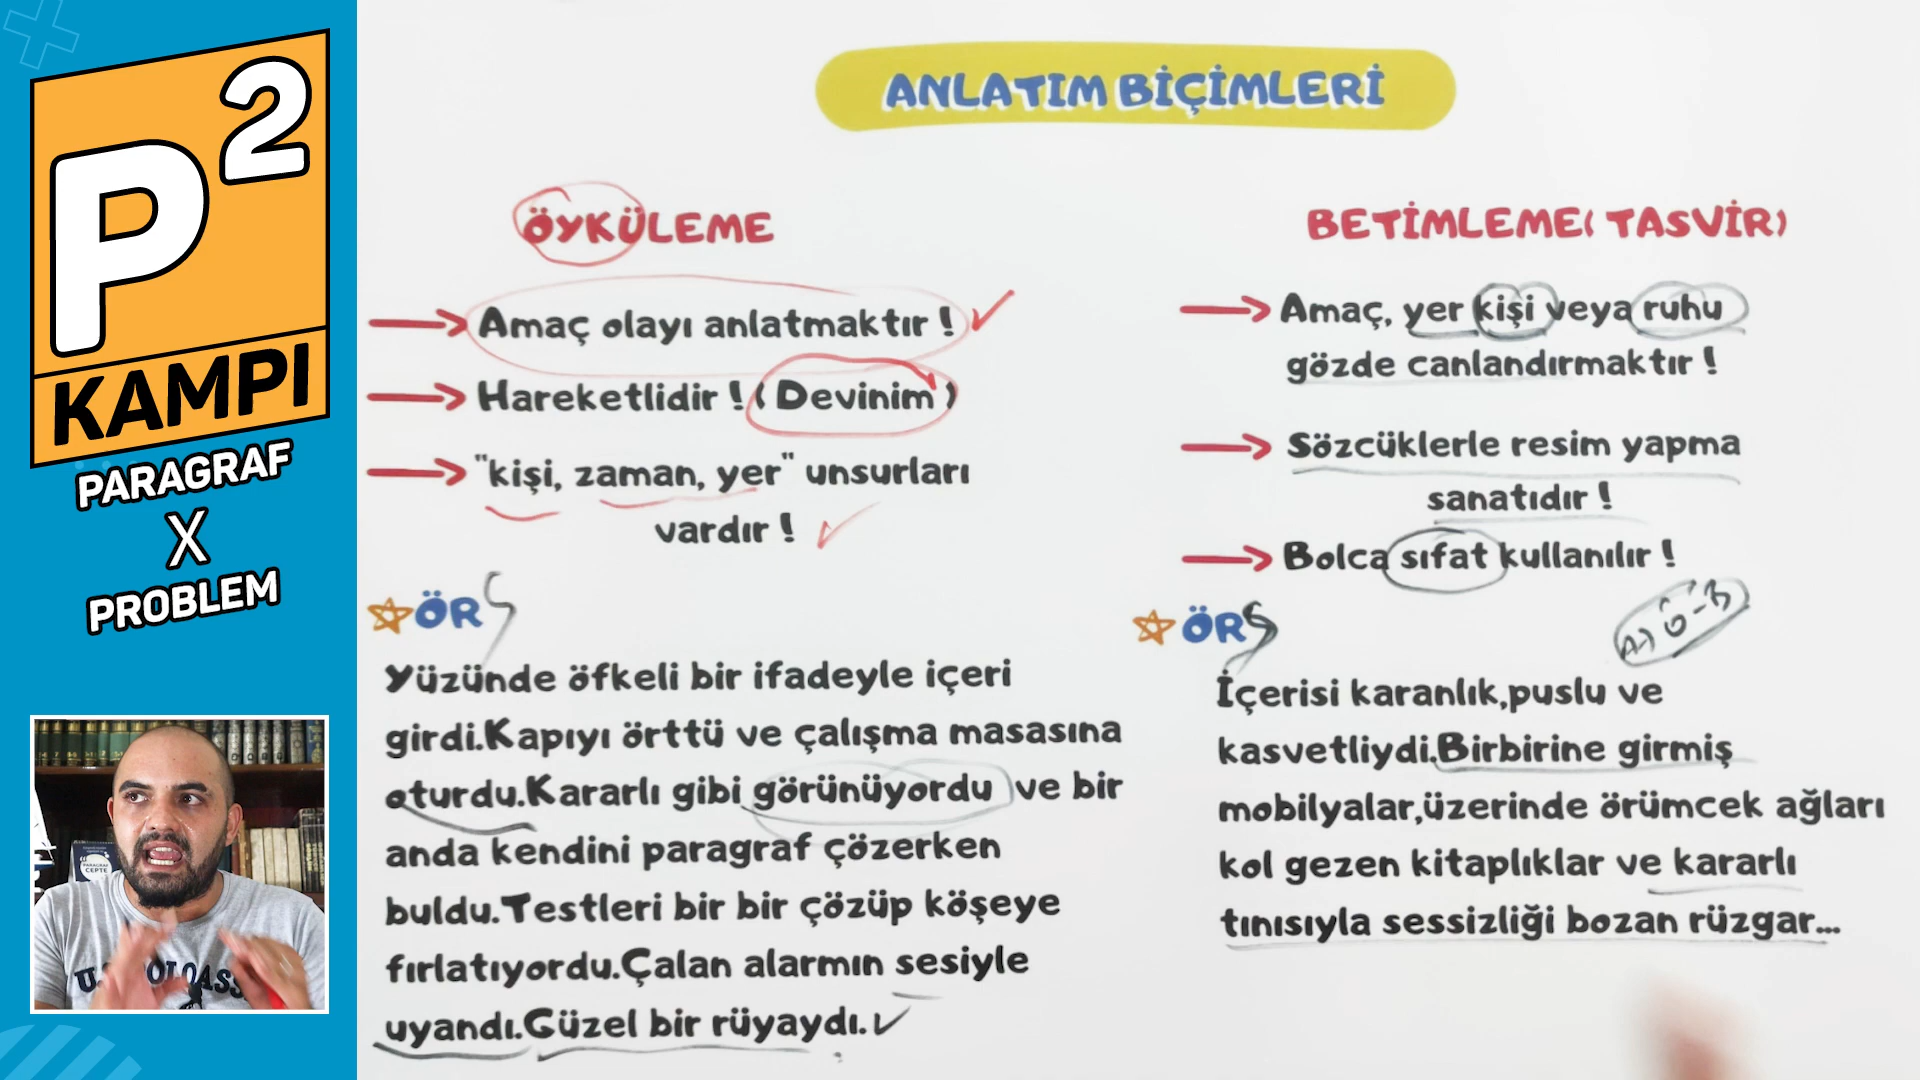 P²
KAMPI
PARAGRAF
X
PROBLEM
ANLATIM BİÇİMLERİ
ÖYKÜLEME
Amaç olayı anlatmaktır !
Hareketlidir ! ( Devinim )
"kişi, zaman, yer" unsurları
vardır !
ÖR
Yüzünde öfkeli bir ifadeyle içeri
girdi.Kapıyı örttü ve çalışma masasına
oturdu.Kararlı gibi görünüyordu ve bir
anda kendini paragraf çözerken
buldu.Testleri bir bir çözüp köşeye
fırlatıyordu.Çalan alarmın sesiyle
uyandı.Güzel bir rüyaydı.
BETİMLEME( TASVİR)
Amaç, yer kişi veya ruhu
gözde canlandırmaktır !
Sözcüklerle resim yapma
sanatıdır !
Bolca sıfat kullanılır !
A) Ö-B
ÖR
İçerisi karanlık,puslu ve
kasvetliydi.Birbirine girmiş
mobilyalar,üzerinde örümcek ağları
kol gezen kitaplıklar ve kararlı
tınısıyla sessizliği bozan rüzgar...
PARAGRAF
CEPTE